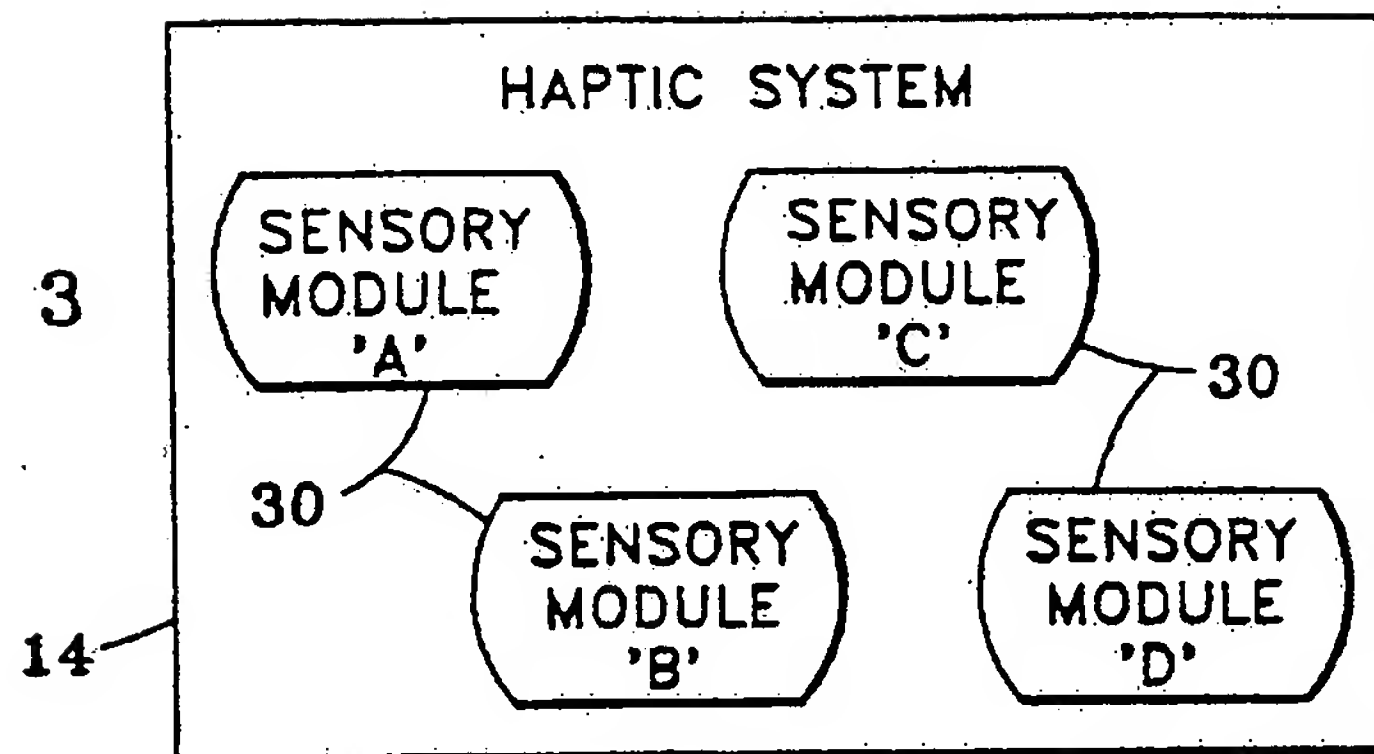 HAPTIC SYSTEM
SENSORY
MODULE
'A'
SENSORY
MODULE
'C'
3
30
30
SENSORY
MODULE
'B'
SENSORY
MODULE
'D'
14